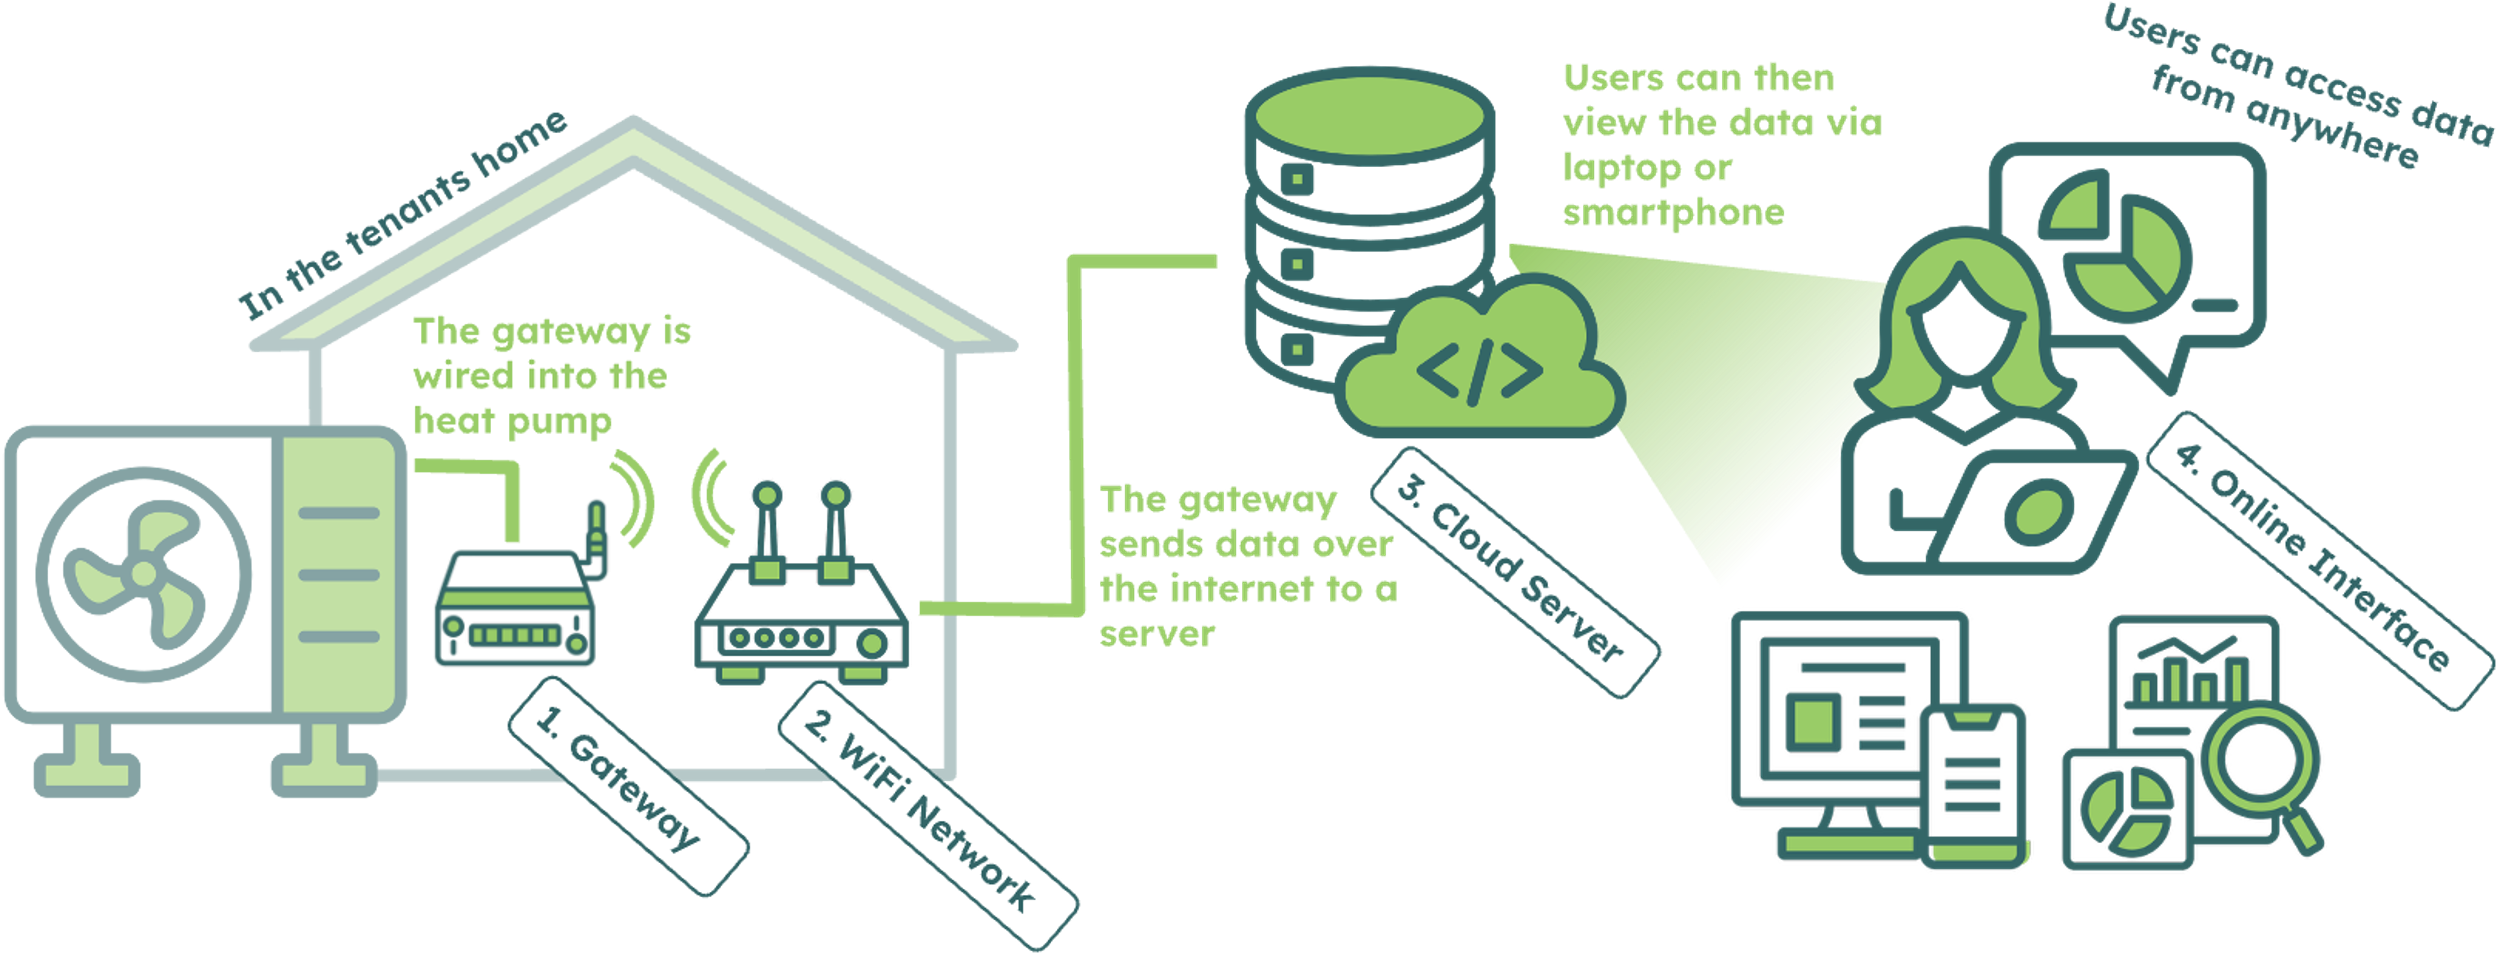 In the tenants home
The gateway is
wired into the
heat pump
1. Gateway
2. WiFi Network
The gateway
sends data over
the internet to a
server
3. Cloud Server
</>
Users can then
view the data via
laptop or
smartphone
Users can access data
from anywhere
4. Online Interface